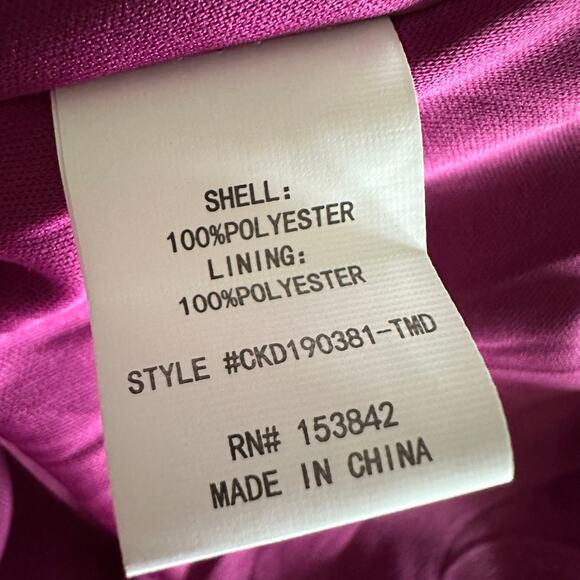 SHELL:
100%POLYESTER
LINING:
100%POLYESTER
STYLE #CKD190381-TMD
RN# 153842
MADE IN CHINA